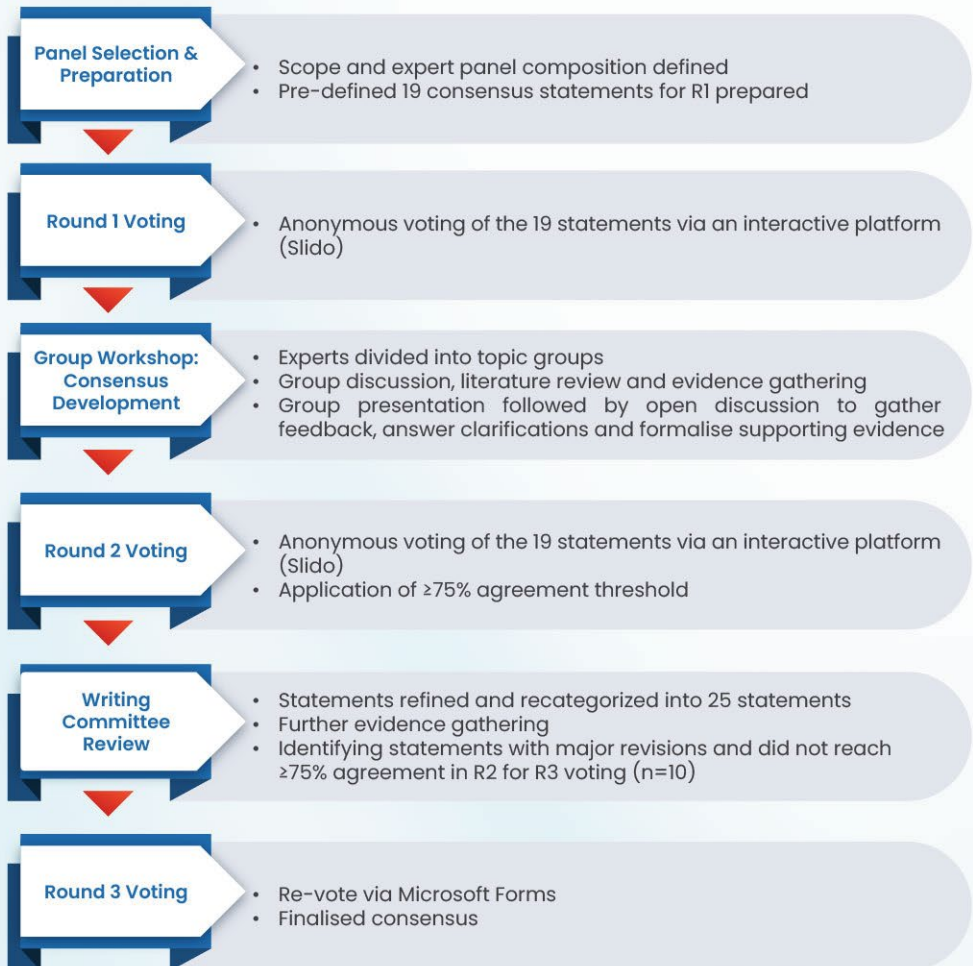 Panel Selection &
Preparation
• Scope and expert panel composition defined
• Pre-defined 19 consensus statements for R1 prepared
Round 1 Voting
• Anonymous voting of the 19 statements via an interactive platform
(Slido)
Group Workshop:
Consensus
Development
• Experts divided into topic groups
• Group discussion, literature review and evidence gathering
• Group presentation followed by open discussion to gather
feedback, answer clarifications and formalise supporting evidence
Round 2 Voting
• Anonymous voting of the 19 statements via an interactive platform
(Slido)
• Application of ≥75% agreement threshold
Writing
Committee
Review
• Statements refined and recategorized into 25 statements
• Further evidence gathering
• Identifying statements with major revisions and did not reach
≥75% agreement in R2 for R3 voting (n=10)
Round 3 Voting
• Re-vote via Microsoft Forms
• Finalised consensus